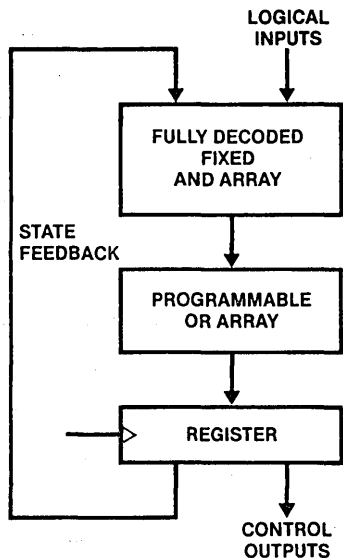 LOGICAL
INPUTS
FULLY DECODED
FIXED
AND ARRAY
STATE
FEEDBACK
PROGRAMMABLE
OR ARRAY
REGISTER
CONTROL
OUTPUTS